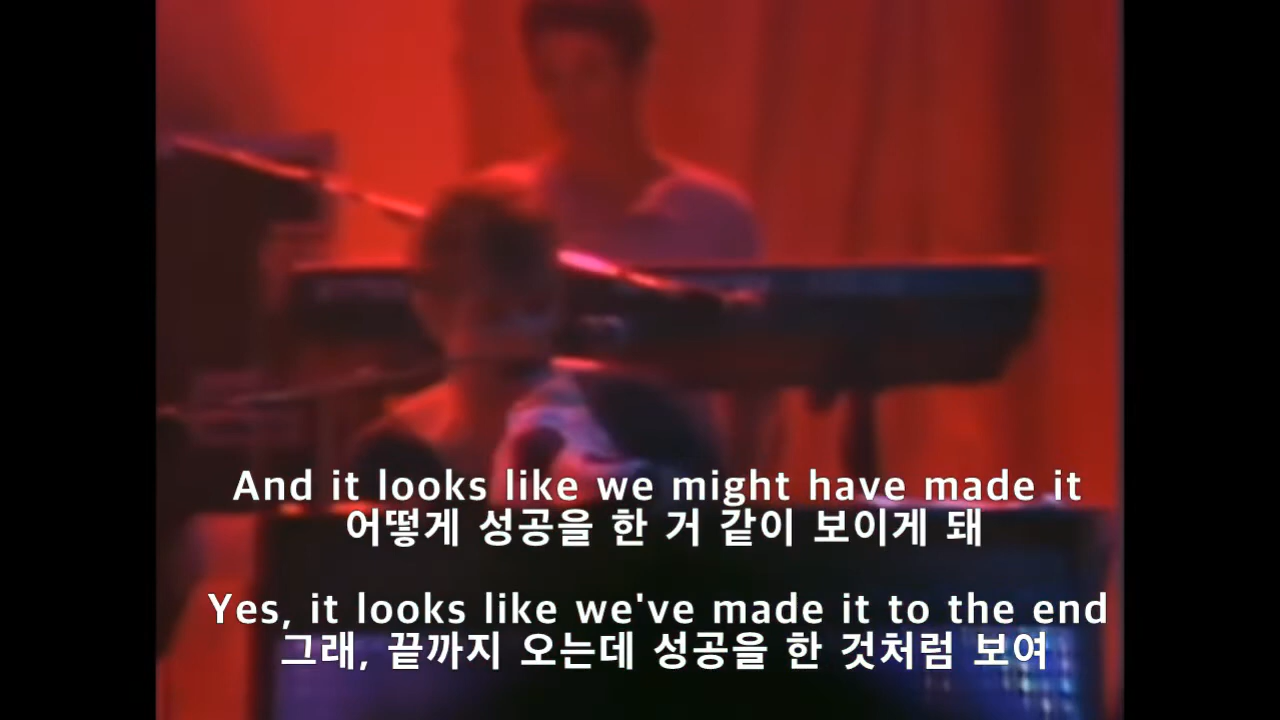 And it looks like we might have made it
어떻게 성공을 한 거 같이 보이게 돼
Yes, it looks like we've made it to the end
그래, 끝까지 오는데 성공을 한 것처럼 보여